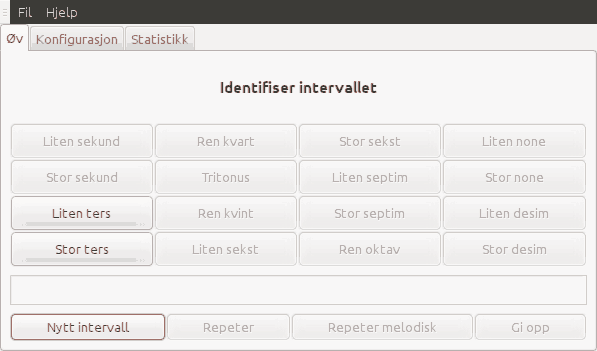 Fil Hjelp
Øv Konfigurasjon Statistikk
Identifiser intervallet
Liten sekund Ren kvart Stor sekst Liten none
Stor sekund Tritonus Liten septim Stor none
Liten ters Ren kvint Stor septim Liten desim
Stor ters Liten sekst Ren oktav Stor desim
Nytt intervall Repeter Repeter melodisk Gi opp